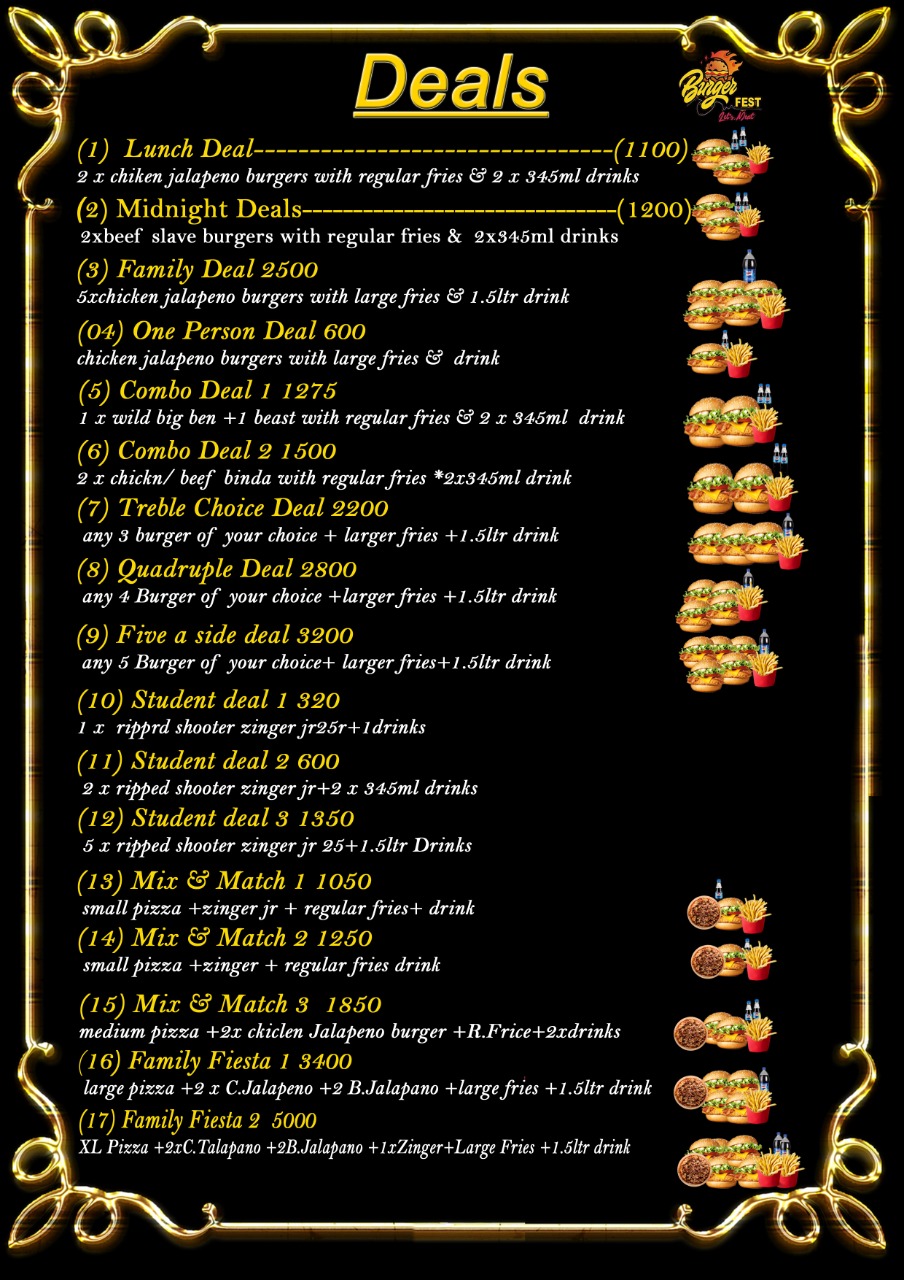 Deals
Burger
FEST
Let's Meat
(1) Lunch Deal--------------------------------(1100)
2 x chiken jalapeno burgers with regular fries & 2 x 345ml drinks
(2) Midnight Deals-------------------------------(1200)
2xbeef slave burgers with regular fries & 2x345ml drinks
(3) Family Deal 2500
5xchicken jalapeno burgers with large fries & 1.5ltr drink
(04) One Person Deal 600
chicken jalapeno burgers with large fries & drink
(5) Combo Deal 1 1275
1 x wild big ben +1 beast with regular fries & 2 x 345ml drink
(6) Combo Deal 2 1500
2 x chickn/ beef binda with regular fries *2x345ml drink
(7) Treble Choice Deal 2200
any 3 burger of your choice + larger fries +1.5ltr drink
(8) Quadruple Deal 2800
any 4 Burger of your choice +larger fries +1.5ltr drink
(9) Five a side deal 3200
any 5 Burger of your choice+ larger fries+1.5ltr drink
(10) Student deal 1 320
1 x ripprd shooter zinger jr25r+1drinks
(11) Student deal 2 600
2 x ripped shooter zinger jr+2 x 345ml drinks
(12) Student deal 3 1350
5 x ripped shooter zinger jr 25+1.5ltr Drinks
(13) Mix & Match 1 1050
small pizza +zinger jr + regular fries+ drink
(14) Mix & Match 2 1250
small pizza +zinger + regular fries drink
(15) Mix & Match 3 1850
medium pizza +2x ckiclen Jalapeno burger +R.Frice+2xdrinks
(16) Family Fiesta 1 3400
large pizza +2 x C.Jalapeno +2 B.Jalapano +large fries +1.5ltr drink
(17) Family Fiesta 2 5000
XL Pizza +2xC.Talapano +2B.Jalapano +1xZinger+Large Fries +1.5ltr drink